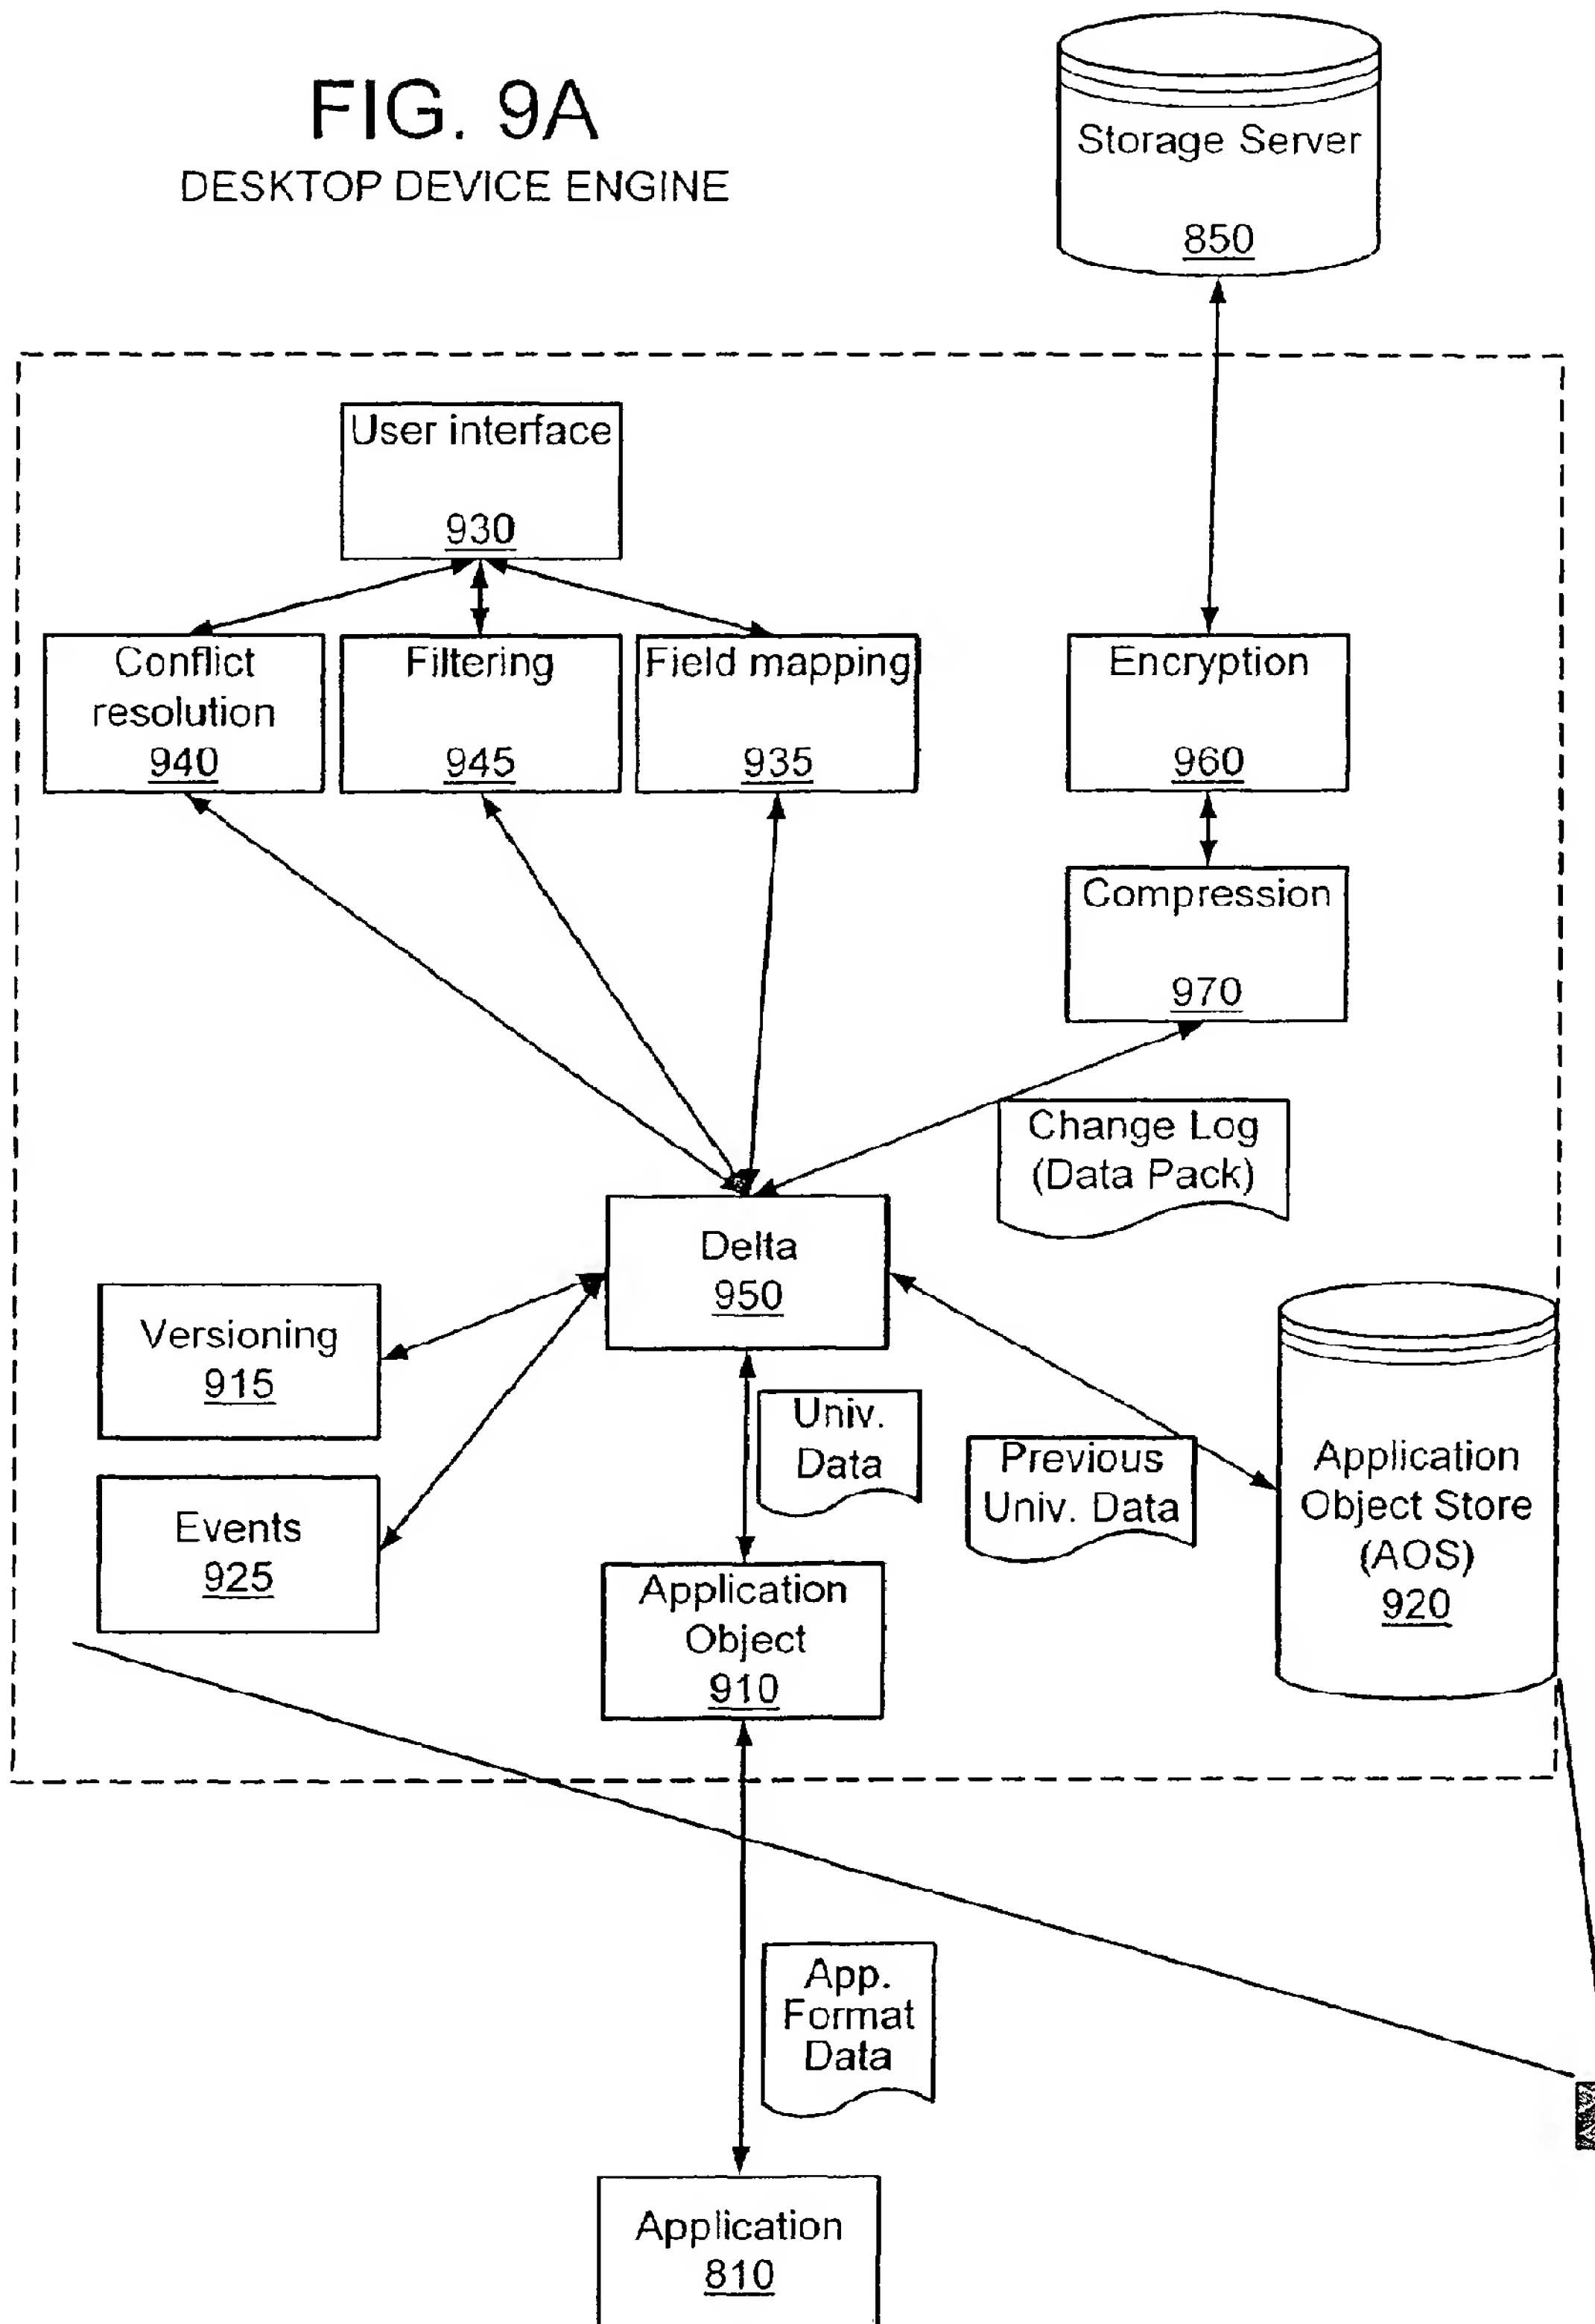 FIG. 9A
DESKTOP DEVICE ENGINE
Storage Server
850
User interface
930
Conflict
resolution
940
Filtering
945
Field mapping
935
Encryption
960
Compression
970
Change Log
(Data Pack)
Delta
950
Versioning
915
Events
925
Univ.
Data
Previous
Univ. Data
Application
Object Store
(AOS)
920
Application
Object
910
App.
Format
Data
Application
810